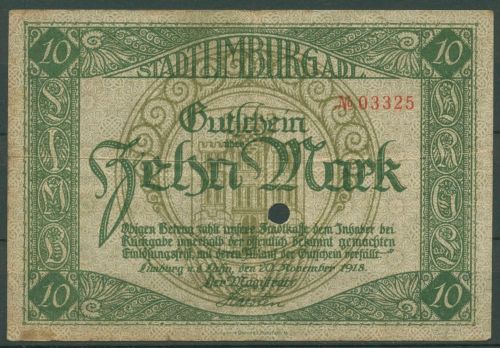 10 STADT LIMBURG A.D.L. 10
№ 03325
Gutschein
über
Zehn Mark
Obigen Betrag zahlt unsere Stadtkasse dem Inhaber bei
Rückgabe innerhalb der öffentlich bekannt gemachten
Einlösungsfrist, mit deren Ablauf der Gutschein verfällt.
Limburg a.d. Lahn, den 20. November 1918.
Der Magistrat
10 10
LIMB
URG